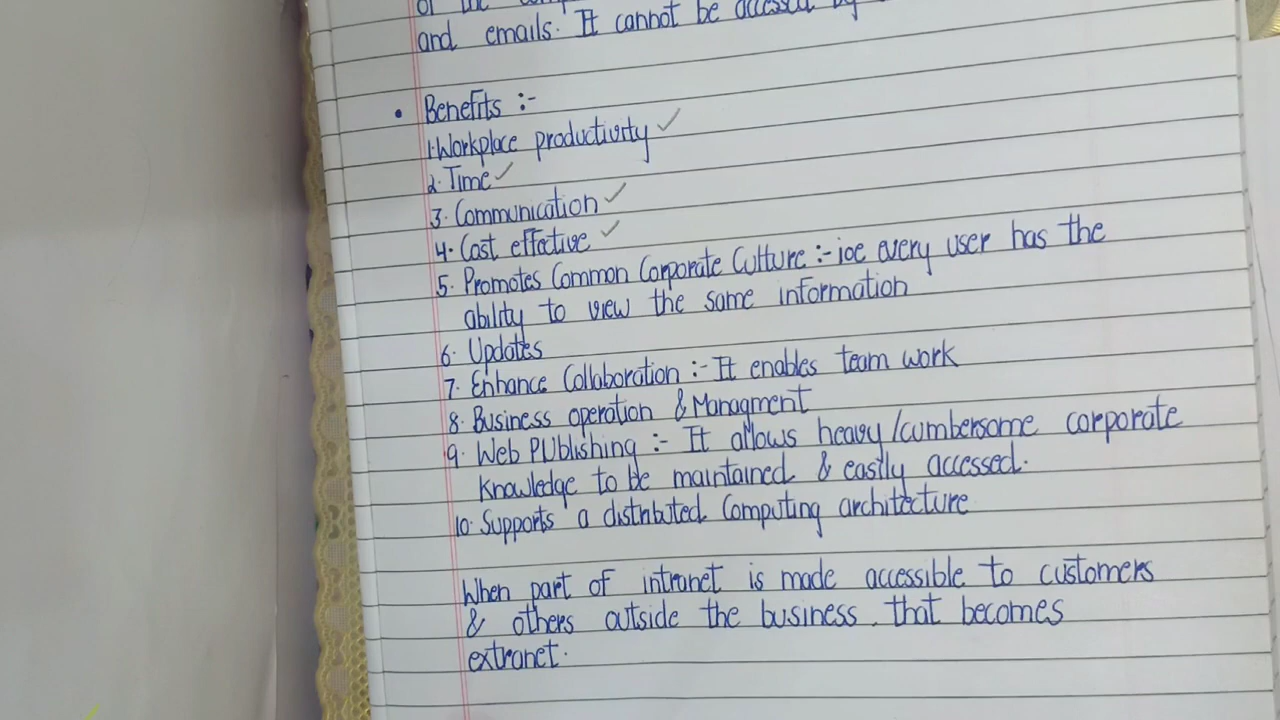 of the
and emails. It cannot be accessed by
• Benefits :-
1. Workplace productivity ✓
2. Time ✓
3. Communication ✓
4. Cost effective ✓
5. Promotes Common Corporate Culture :- ioe every user has the
ability to view the same information
6. Updates
7. Enhance Collaboration :- It enables team work
8. Business operation & Managment
9. Web PUblishing :- It allows heavy/cumbersome corporate
knowledge to be maintained & easily accessed.
10. Supports a distributed Computing architecture
When part of intranet is made accessible to customers
& others outside the business, that becomes
extranet.